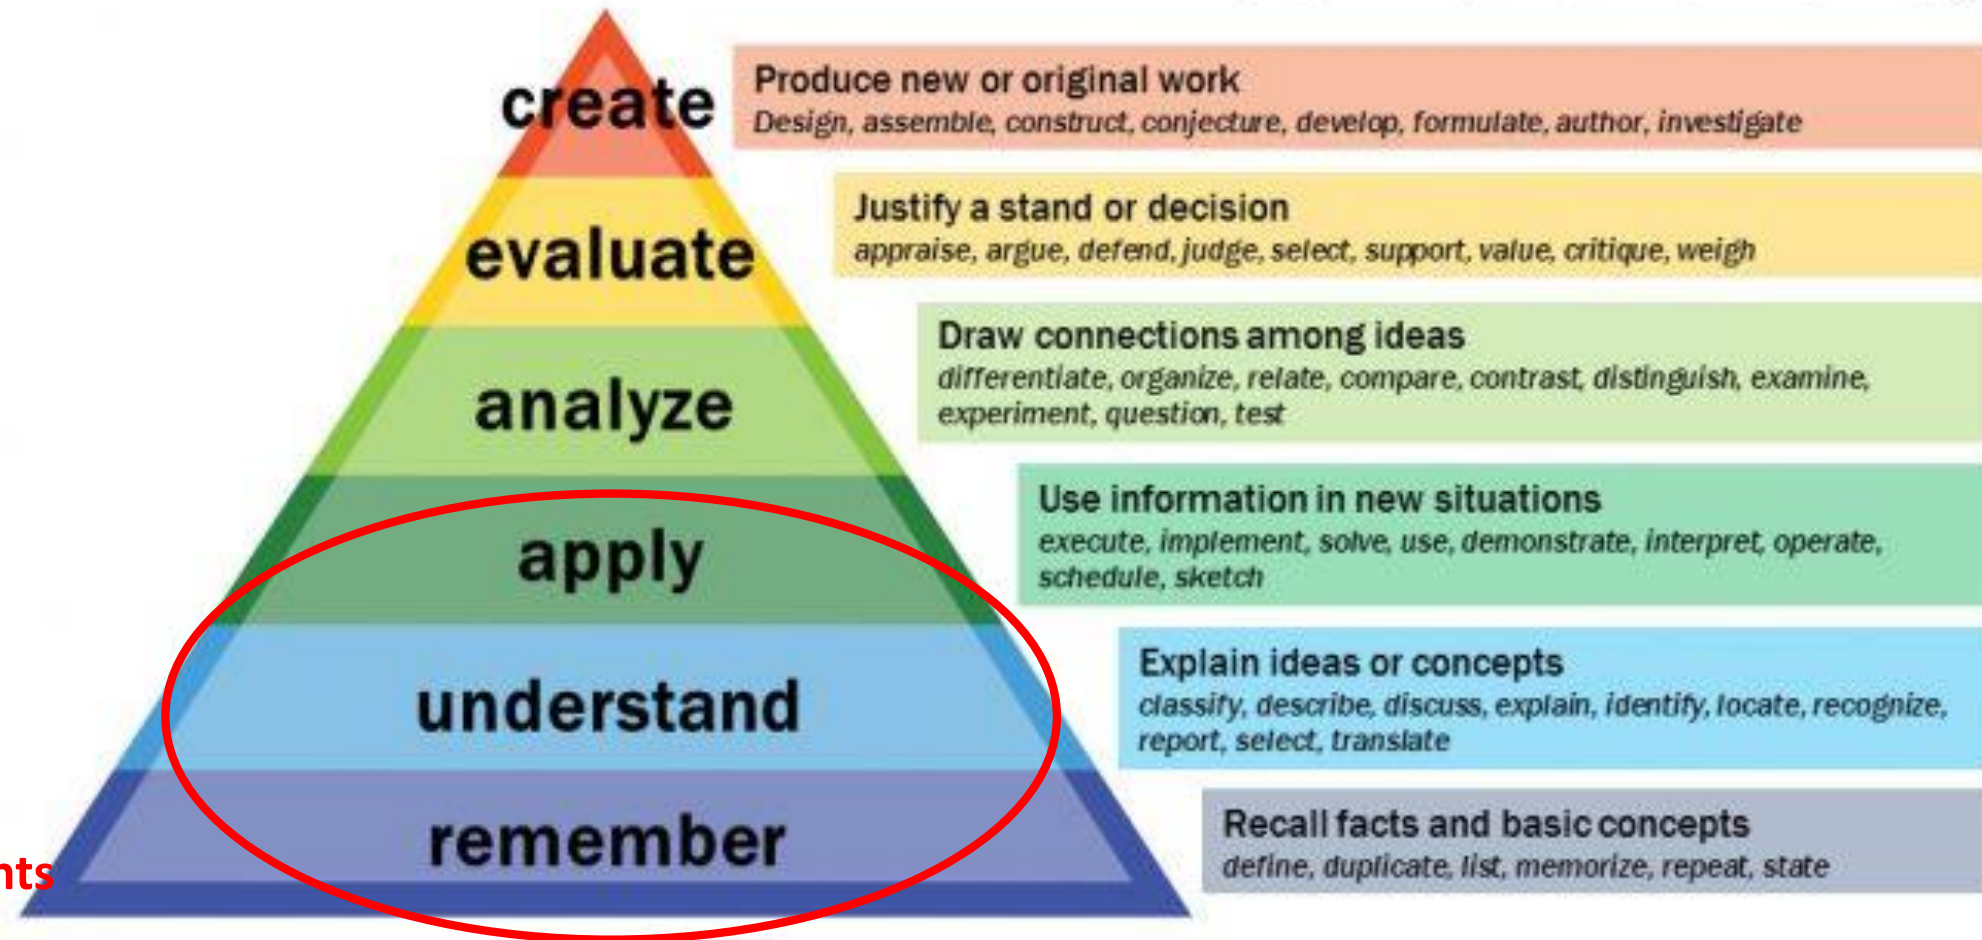 create
Produce new or original work
Design, assemble, construct, conjecture, develop, formulate, author, investigate
evaluate
Justify a stand or decision
appraise, argue, defend, judge, select, support, value, critique, weigh
analyze
Draw connections among ideas
differentiate, organize, relate, compare, contrast, distinguish, examine,
experiment, question, test
apply
Use information in new situations
execute, implement, solve, use, demonstrate, interpret, operate,
schedule, sketch
understand
Explain ideas or concepts
classify, describe, discuss, explain, identify, locate, recognize,
report, select, translate
remember
Recall facts and basic concepts
define, duplicate, list, memorize, repeat, state
nts